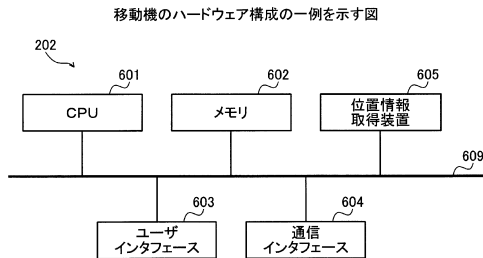 移動機のハードウェア構成の一例を示す図
202
601
602
605
CPU
メモリ
位置情報
取得装置
609
603
604
ユーザ
インタフェース
通信
インタフェース